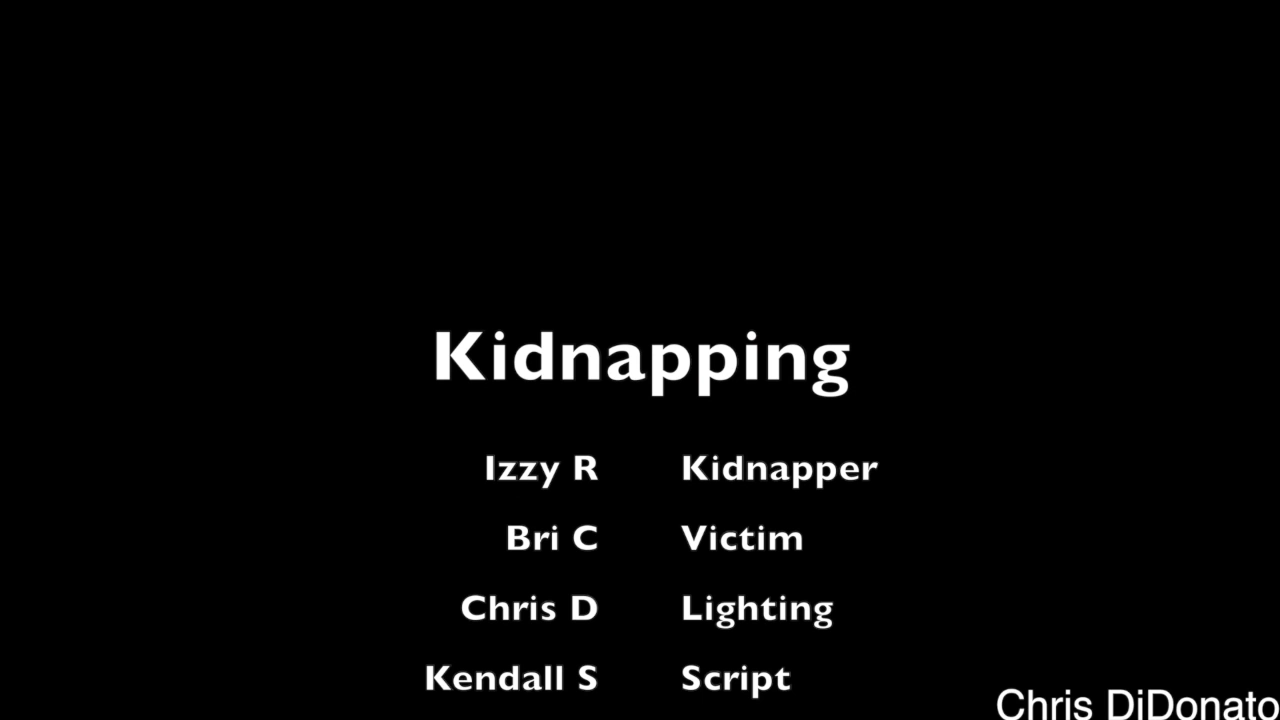 Kidnapping
Izzy R Kidnapper
Bri C Victim
Chris D Lighting
Kendall S Script
Chris DiDonato